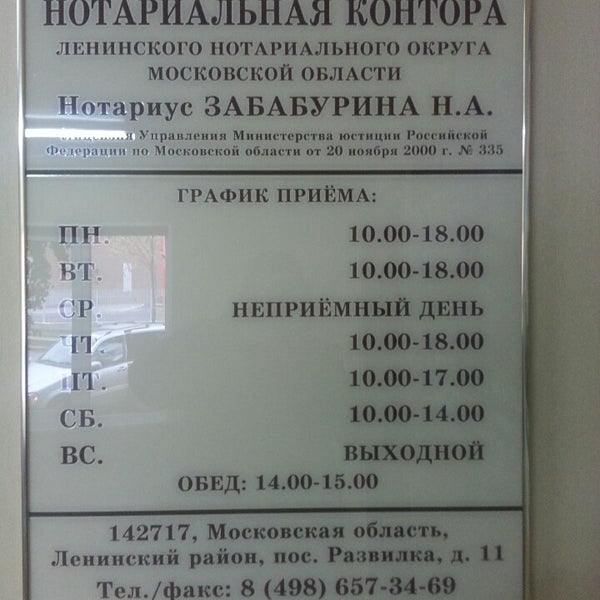 НОТАРИАЛЬНАЯ КОНТОРА
ЛЕНИНСКОГО НОТАРИАЛЬНОГО ОКРУГА
МОСКОВСКОЙ ОБЛАСТИ
Нотариус ЗАБАБУРИНА Н.А.
Лицензия Управления Министерства юстиции Российской
Федерации по Московской области от 20 ноября 2000 г. № 335
ГРАФИК ПРИЁМА:
ПН. 10.00-18.00
ВТ. 10.00-18.00
СР. НЕПРИЁМНЫЙ ДЕНЬ
ЧТ. 10.00-18.00
ПТ. 10.00-17.00
СБ. 10.00-14.00
ВС. ВЫХОДНОЙ
ОБЕД: 14.00-15.00
142717, Московская область,
Ленинский район, пос. Развилка, д. 11
Тел./факс: 8 (498) 657-34-69